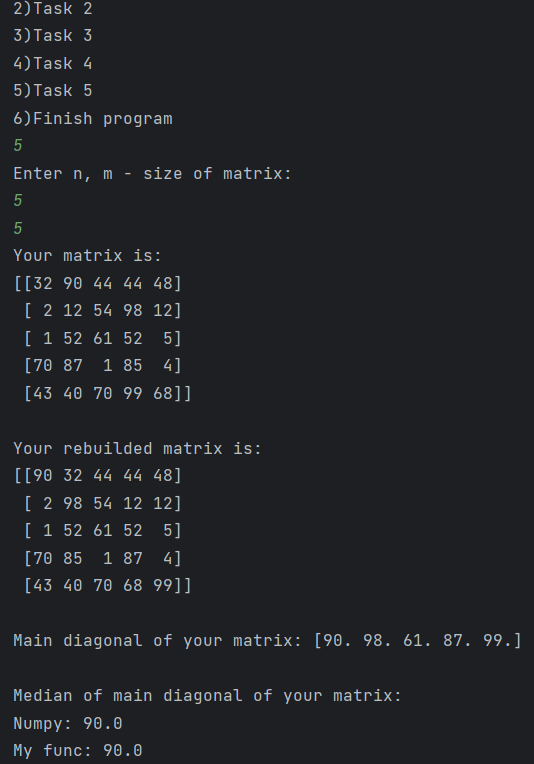 2)Task 2
3)Task 3
4)Task 4
5)Task 5
6)Finish program
5
Enter n, m - size of matrix:
5
5
Your matrix is:
[[32 90 44 44 48]
 [ 2 12 54 98 12]
 [ 1 52 61 52  5]
 [70 87  1 85  4]
 [43 40 70 99 68]]

Your rebuilded matrix is:
[[90 32 44 44 48]
 [ 2 98 54 12 12]
 [ 1 52 61 52  5]
 [70 85  1 87  4]
 [43 40 70 68 99]]

Main diagonal of your matrix: [90. 98. 61. 87. 99.]

Median of main diagonal of your matrix:
Numpy: 90.0
My func: 90.0